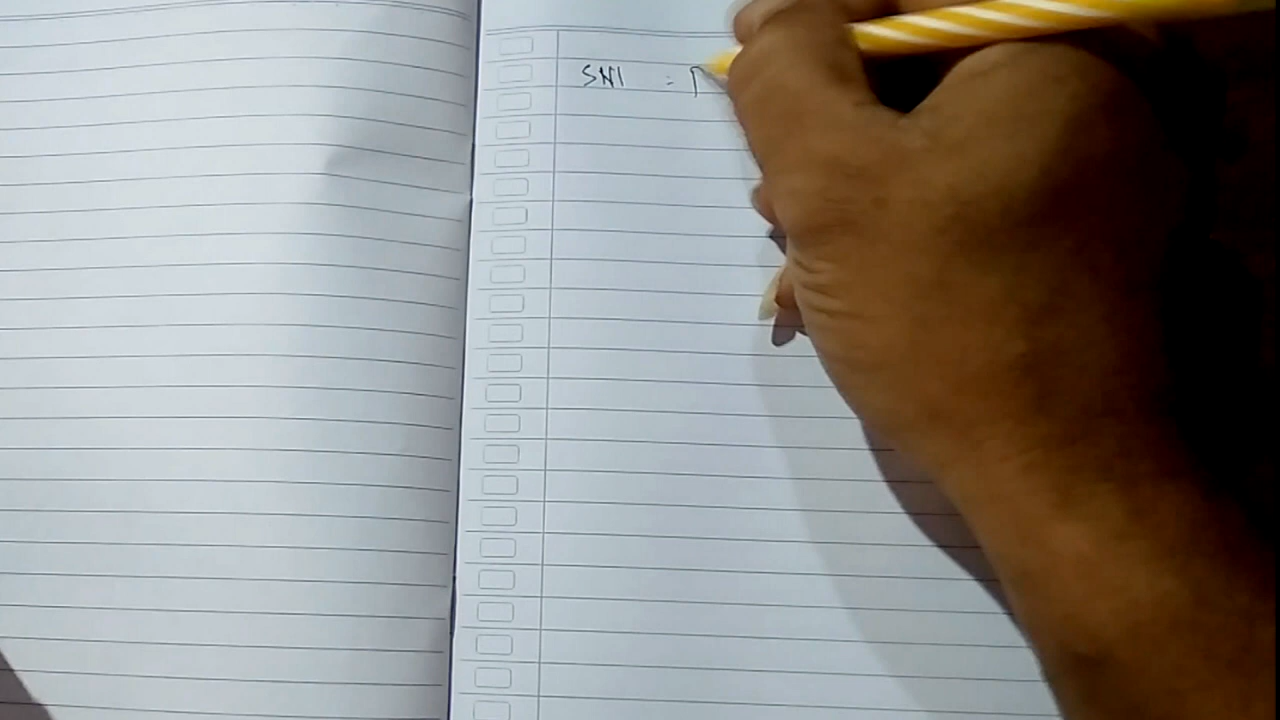 SNI =